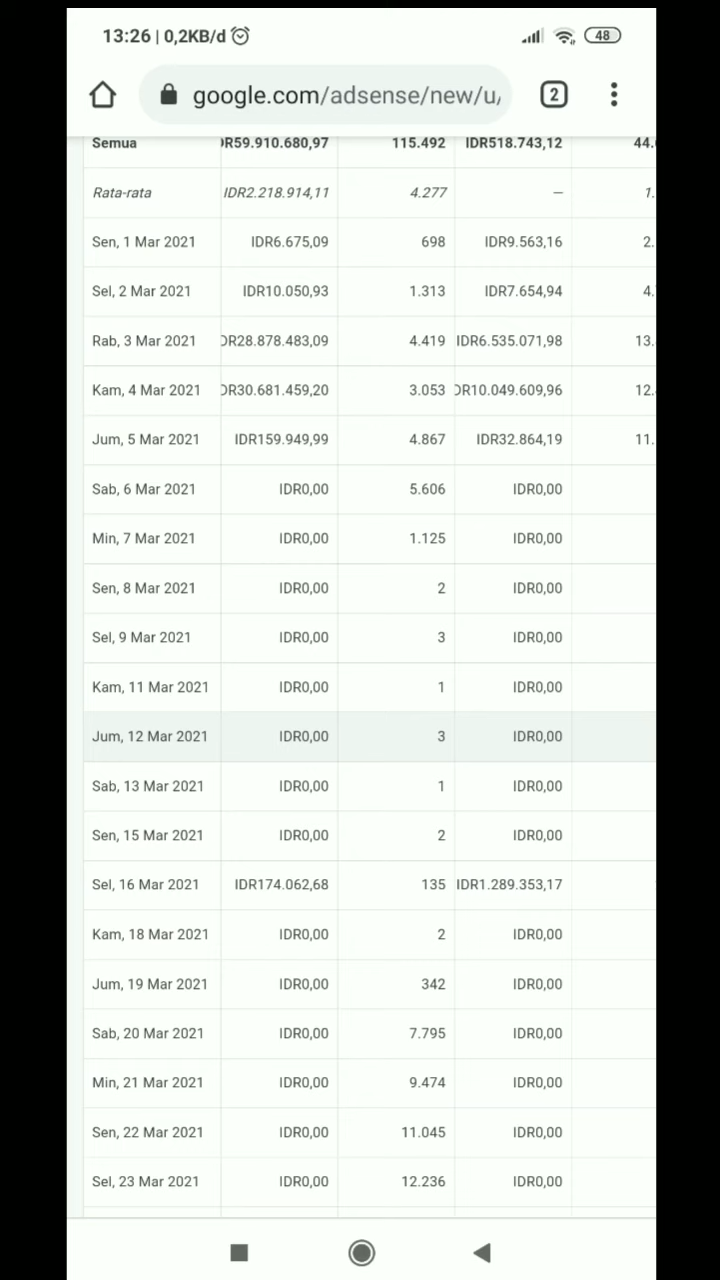 13:26 | 0,2KB/d 48
google.com/adsense/new/u/ 2
Semua R59.910.680,97 115.492 IDR518.743,12 44.
Rata-rata IDR2.218.914,11 4.277 — 1.
Sen, 1 Mar 2021 IDR6.675,09 698 IDR9.563,16 2.
Sel, 2 Mar 2021 IDR10.050,93 1.313 IDR7.654,94 4.
Rab, 3 Mar 2021 DR28.878.483,09 4.419 IDR6.535.071,98 13.
Kam, 4 Mar 2021 DR30.681.459,20 3.053 DR10.049.609,96 12.
Jum, 5 Mar 2021 IDR159.949,99 4.867 IDR32.864,19 11.
Sab, 6 Mar 2021 IDR0,00 5.606 IDR0,00
Min, 7 Mar 2021 IDR0,00 1.125 IDR0,00
Sen, 8 Mar 2021 IDR0,00 2 IDR0,00
Sel, 9 Mar 2021 IDR0,00 3 IDR0,00
Kam, 11 Mar 2021 IDR0,00 1 IDR0,00
Jum, 12 Mar 2021 IDR0,00 3 IDR0,00
Sab, 13 Mar 2021 IDR0,00 1 IDR0,00
Sen, 15 Mar 2021 IDR0,00 2 IDR0,00
Sel, 16 Mar 2021 IDR174.062,68 135 IDR1.289.353,17
Kam, 18 Mar 2021 IDR0,00 2 IDR0,00
Jum, 19 Mar 2021 IDR0,00 342 IDR0,00
Sab, 20 Mar 2021 IDR0,00 7.795 IDR0,00
Min, 21 Mar 2021 IDR0,00 9.474 IDR0,00
Sen, 22 Mar 2021 IDR0,00 11.045 IDR0,00
Sel, 23 Mar 2021 IDR0,00 12.236 IDR0,00